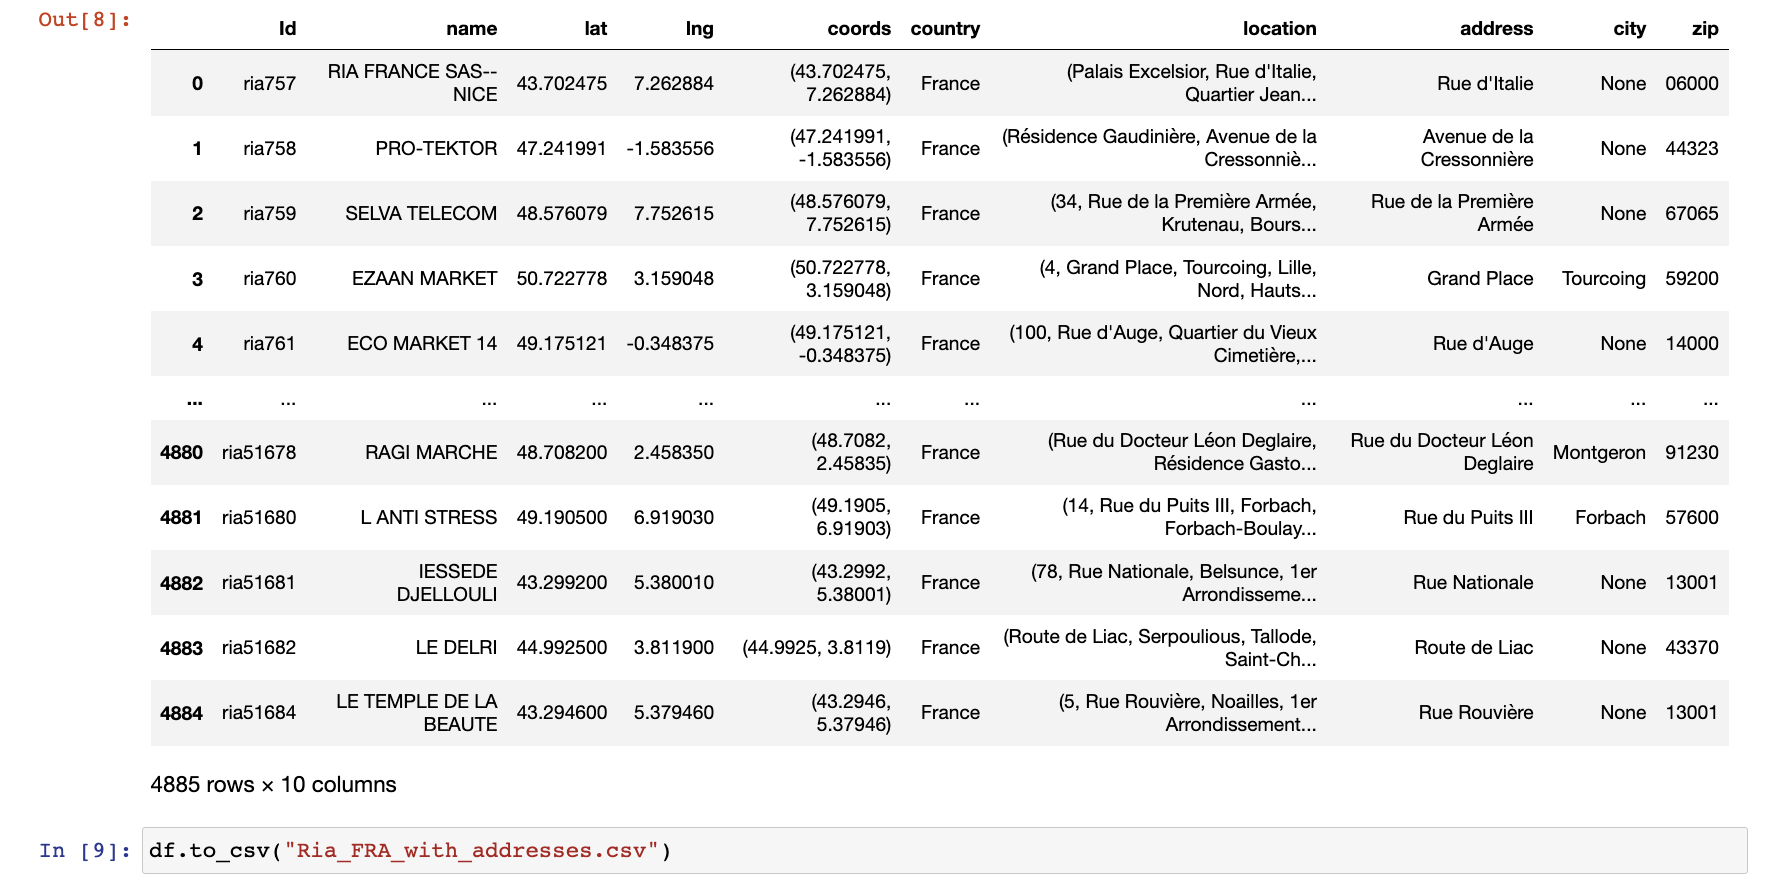 Out[8]:
Id name lat lng coords country location address city zip
0 ria757 RIA FRANCE SAS--NICE 43.702475 7.262884 (43.702475, 7.262884) France (Palais Excelsior, Rue d'Italie, Quartier Jean... Rue d'Italie None 06000
1 ria758 PRO-TEKTOR 47.241991 -1.583556 (47.241991, -1.583556) France (Résidence Gaudinière, Avenue de la Cressonniè... Avenue de la Cressonnière None 44323
2 ria759 SELVA TELECOM 48.576079 7.752615 (48.576079, 7.752615) France (34, Rue de la Première Armée, Krutenau, Bours... Rue de la Première Armée None 67065
3 ria760 EZAAN MARKET 50.722778 3.159048 (50.722778, 3.159048) France (4, Grand Place, Tourcoing, Lille, Nord, Hauts... Grand Place Tourcoing 59200
4 ria761 ECO MARKET 14 49.175121 -0.348375 (49.175121, -0.348375) France (100, Rue d'Auge, Quartier du Vieux Cimetière,... Rue d'Auge None 14000
... ... ... ... ... ... ... ... ... ... ...
4880 ria51678 RAGI MARCHE 48.708200 2.458350 (48.7082, 2.45835) France (Rue du Docteur Léon Deglaire, Résidence Gasto... Rue du Docteur Léon Deglaire Montgeron 91230
4881 ria51680 L ANTI STRESS 49.190500 6.919030 (49.1905, 6.91903) France (14, Rue du Puits III, Forbach, Forbach-Boulay... Rue du Puits III Forbach 57600
4882 ria51681 IESSEDE DJELLOULI 43.299200 5.380010 (43.2992, 5.38001) France (78, Rue Nationale, Belsunce, 1er Arrondisseme... Rue Nationale None 13001
4883 ria51682 LE DELRI 44.992500 3.811900 (44.9925, 3.8119) France (Route de Liac, Serpoulious, Tallode, Saint-Ch... Route de Liac None 43370
4884 ria51684 LE TEMPLE DE LA BEAUTE 43.294600 5.379460 (43.2946, 5.37946) France (5, Rue Rouvière, Noailles, 1er Arrondissement... Rue Rouvière None 13001
4885 rows × 10 columns
In [9]: df.to_csv("Ria_FRA_with_addresses.csv")